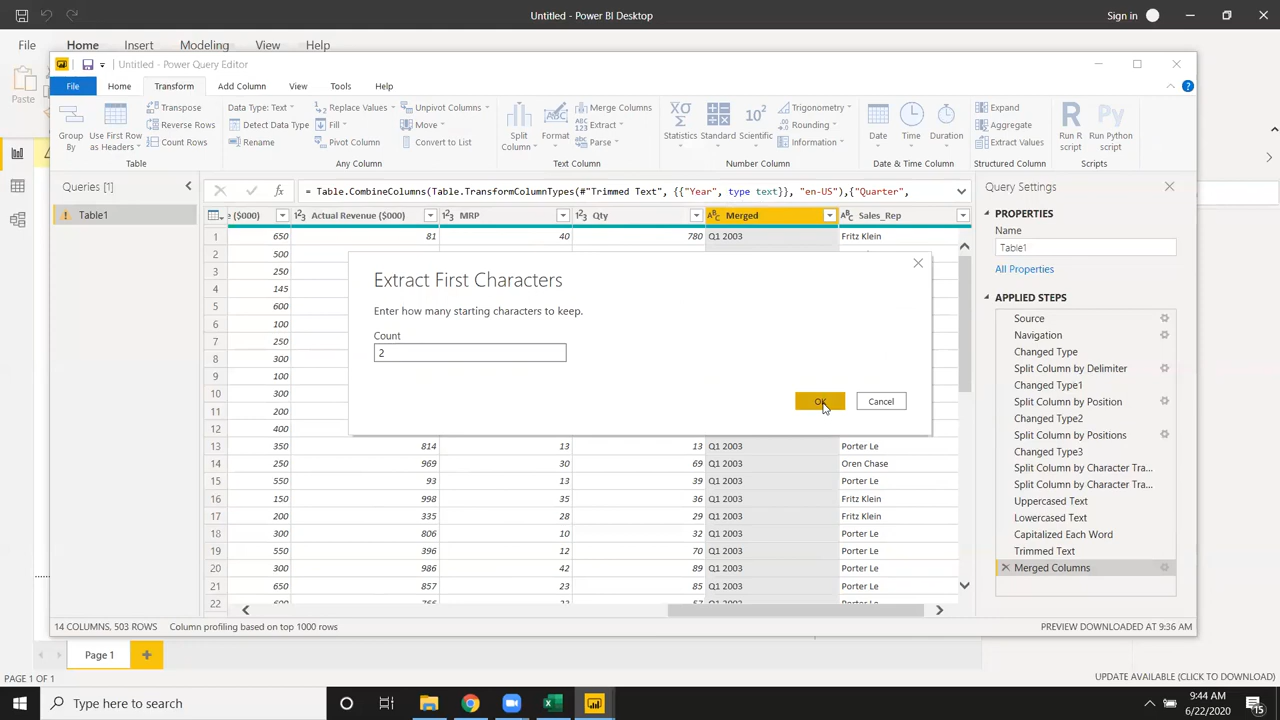 Untitled - Power BI Desktop
Sign in
File Home Insert Modeling View Help
Paste
Untitled - Power Query Editor
File Home Transform Add Column View Tools Help
Group By
Use First Row as Headers
Transpose
Reverse Rows
Count Rows
Table
Data Type: Text
Detect Data Type
Rename
Replace Values
Fill
Pivot Column
Unpivot Columns
Move
Convert to List
Any Column
Split Column
Format
Merge Columns
Extract
Parse
Text Column
Statistics
Standard
Scientific
Trigonometry
Rounding
Information
Number Column
Date
Time
Duration
Date & Time Column
Expand
Aggregate
Extract Values
Structured Column
Run R script
Run Python script
Scripts
Queries [1]
Table1
= Table.CombineColumns(Table.TransformColumnTypes(#"Trimmed Text", {{"Year", type text}}, "en-US"),{"Quarter",
e ($000) Actual Revenue ($000) MRP Qty Merged Sales_Rep
1 650 81 40 780 Q1 2003 Fritz Klein
2 500
3 250
4 145
5 600
6 100
7 250
8 300
9 100
10 300
11 200
12 400
13 350 814 13 13 Q1 2003 Porter Le
14 250 969 30 69 Q1 2003 Oren Chase
15 550 93 13 39 Q1 2003 Porter Le
16 150 998 35 36 Q1 2003 Fritz Klein
17 200 335 28 29 Q1 2003 Fritz Klein
18 300 806 10 32 Q1 2003 Porter Le
19 550 396 12 70 Q1 2003 Porter Le
20 300 986 42 89 Q1 2003 Porter Le
21 650 857 23 85 Q1 2003 Porter Le
22
Extract First Characters
Enter how many starting characters to keep.
Count
2
OK
Cancel
Query Settings
PROPERTIES
Name
Table1
All Properties
APPLIED STEPS
Source
Navigation
Changed Type
Split Column by Delimiter
Changed Type1
Split Column by Position
Changed Type2
Split Column by Positions
Changed Type3
Split Column by Character Tra...
Split Column by Character Tra...
Uppercased Text
Lowercased Text
Capitalized Each Word
Trimmed Text
Merged Columns
14 COLUMNS, 503 ROWS
Column profiling based on top 1000 rows
PREVIEW DOWNLOADED AT 9:36 AM
Page 1
PAGE 1 OF 1
UPDATE AVAILABLE (CLICK TO DOWNLOAD)
Type here to search
9:44 AM
6/22/2020
15